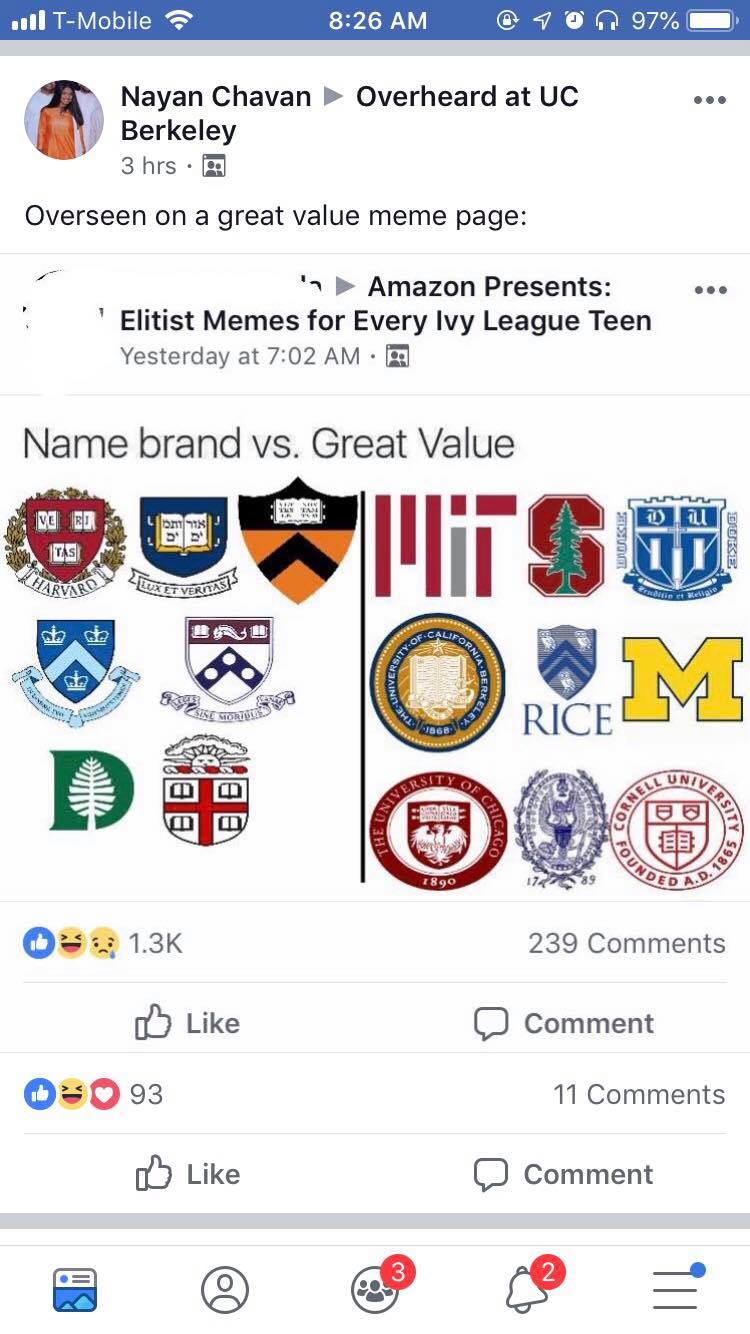 T-Mobile 8:26 AM 97%
Nayan Chavan ▶ Overheard at UC
Berkeley
3 hrs ·
Overseen on a great value meme page:
▶ Amazon Presents:
Elitist Memes for Every Ivy League Teen
Yesterday at 7:02 AM ·
Name brand vs. Great Value
VE RI
TAS
HARVARD
אורים ותמים
LUX ET VERITAS
MIT
S
DUKE
D U
DUKE
Eruditio et Religio
SINE MORIBUS
THE·UNIVERSITY·OF·CALIFORNIA·BERKELEY·
1868
RICE
M
D
THE UNIVERSITY OF CHICAGO
1890
17 89
CORNELL UNIVERSITY
FOUNDED A.D. 1865
1.3K 239 Comments
Like Comment
93 11 Comments
Like Comment
3 2